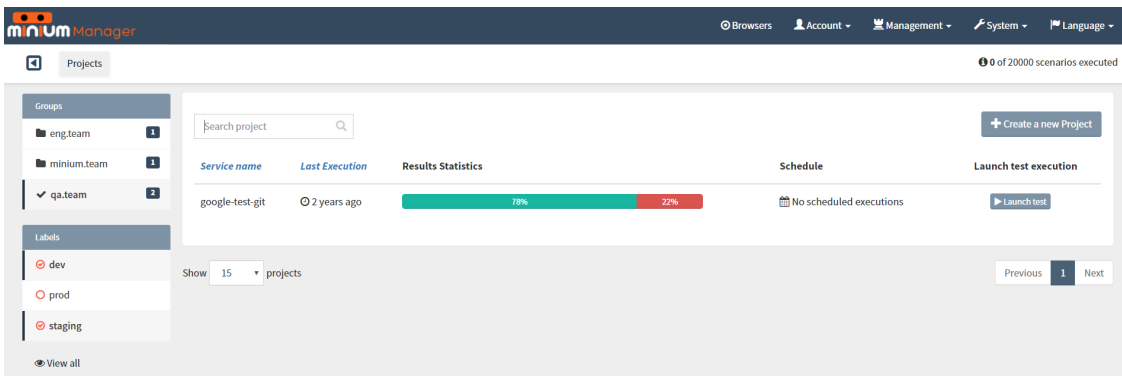 minium Manager
Browsers Account Management System Language
Projects
0 of 20000 scenarios executed
Groups
eng.team 1
minium.team 1
qa.team 2
Labels
dev
prod
staging
View all
Search project
Create a new Project
Service name Last Execution Results Statistics Schedule Launch test execution
google-test-git 2 years ago 78% 22% No scheduled executions Launch test
Show 15 projects
Previous 1 Next